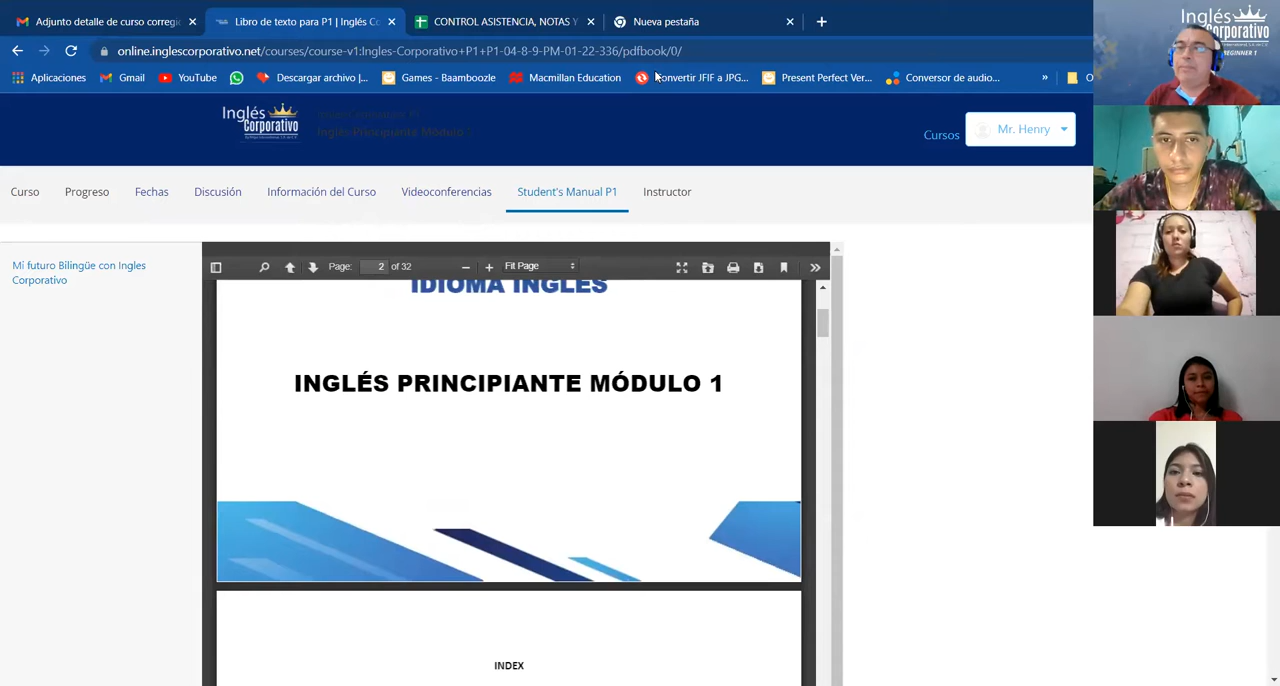 Adjunto detalle de curso corregi
Libro de texto para P1 | Inglés Co
CONTROL ASISTENCIA, NOTAS Y
Nueva pestaña
online.inglescorporativo.net/courses/course-v1:Ingles-Corporativo+P1+P1-04-8-9-PM-01-22-336/pdfbook/0/
Aplicaciones
Gmail
YouTube
Descargar archivo |...
Games - Baamboozle
Macmillan Education
Convertir JFIF a JPG...
Present Perfect Ver...
Conversor de audio...
»
O
Inglés
Corporativo
Cursos
Mr. Henry
Curso
Progreso
Fechas
Discusión
Información del Curso
Videoconferencias
Student's Manual P1
Instructor
Mi futuro Bilingüe con Ingles
Corporativo
Page: 2 of 32
Fit Page
IDIOMA INGLÉS
INGLÉS PRINCIPIANTE MÓDULO 1
INDEX
Inglés
Corporativo
BEGINNER 1